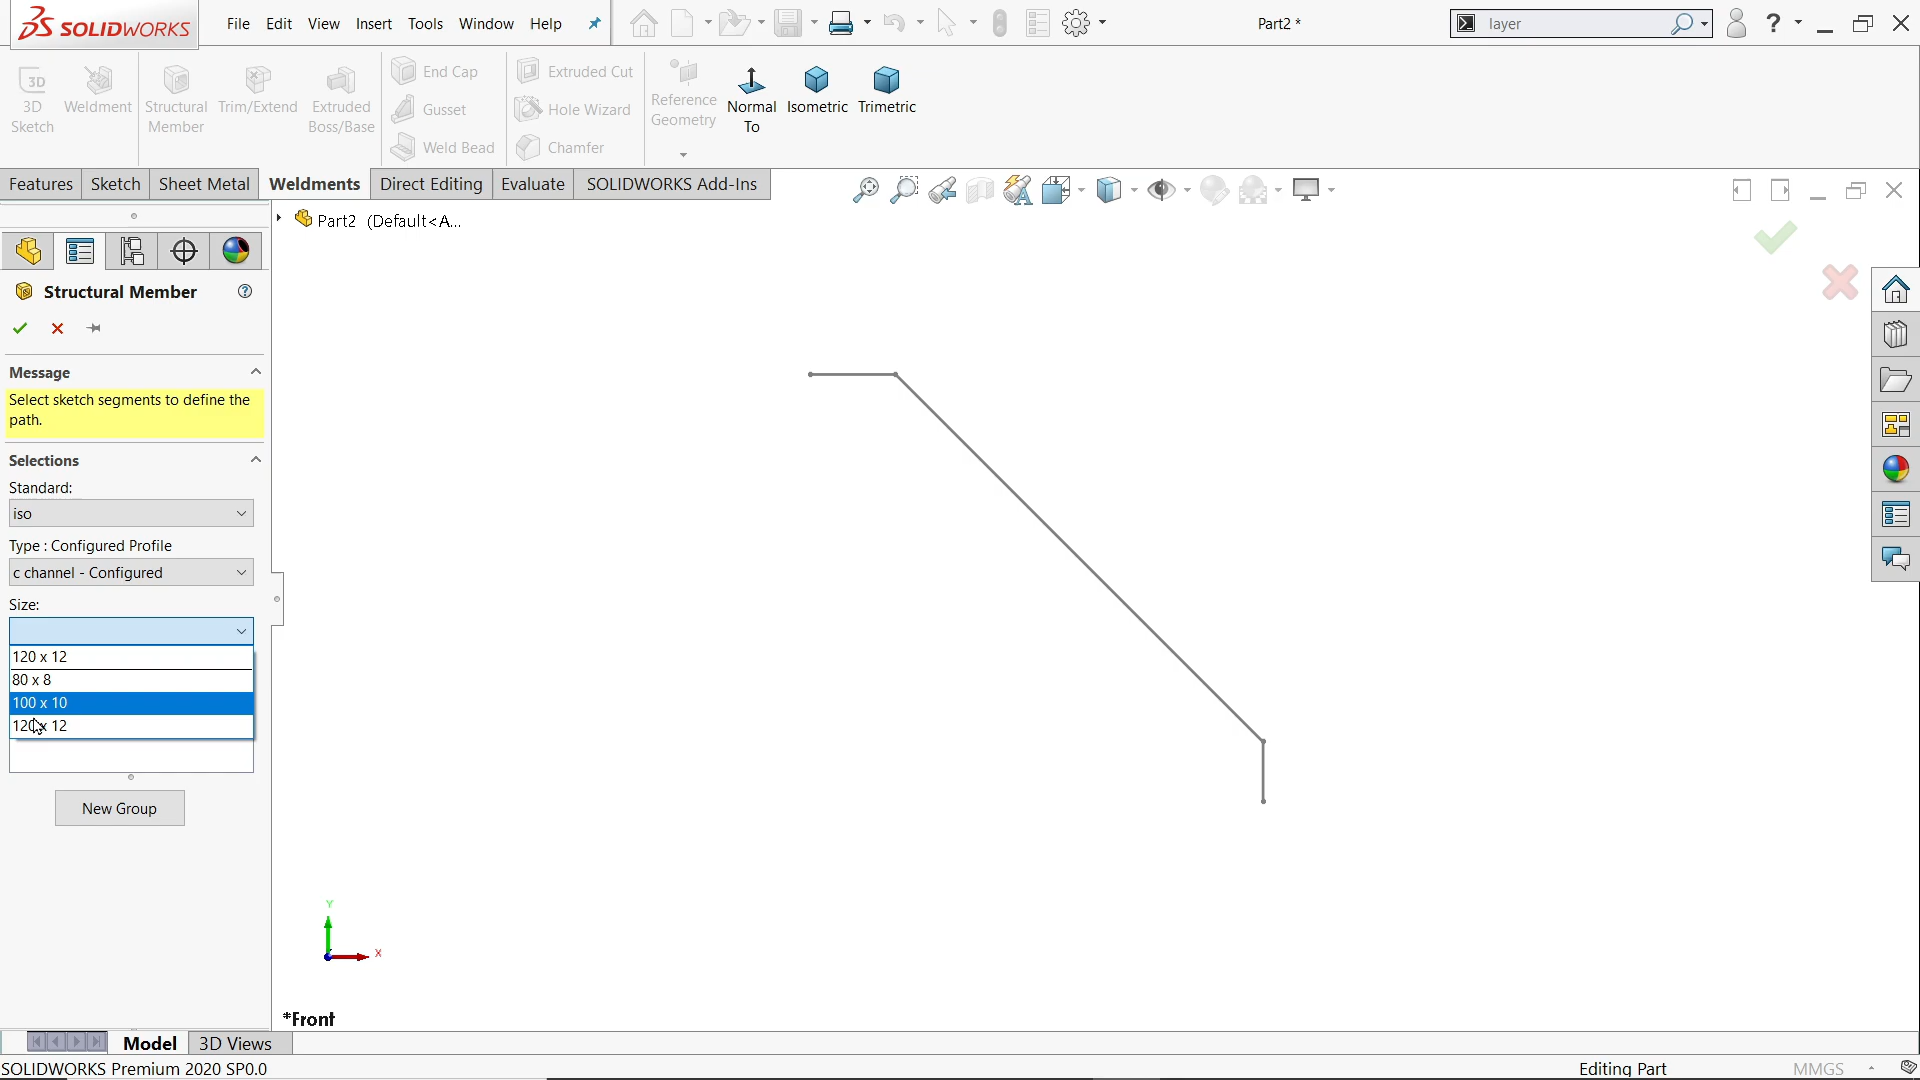 SOLIDWORKS
File Edit View Insert Tools Window Help
Part2 *
layer
?
3D Sketch
Weldment
Structural Member
Trim/Extend
Extruded Boss/Base
End Cap
Gusset
Weld Bead
Extruded Cut
Hole Wizard
Chamfer
Reference Geometry
Normal To
Isometric
Trimetric
Features Sketch Sheet Metal Weldments Direct Editing Evaluate SOLIDWORKS Add-Ins
Part2 (Default<A...
Structural Member
Message
Select sketch segments to define the
path.
Selections
Standard:
iso
Type : Configured Profile
c channel - Configured
Size:
120 x 12
80 x 8
100 x 10
120 x 12
New Group
Y
X
*Front
Model 3D Views
SOLIDWORKS Premium 2020 SP0.0
Editing Part
MMGS